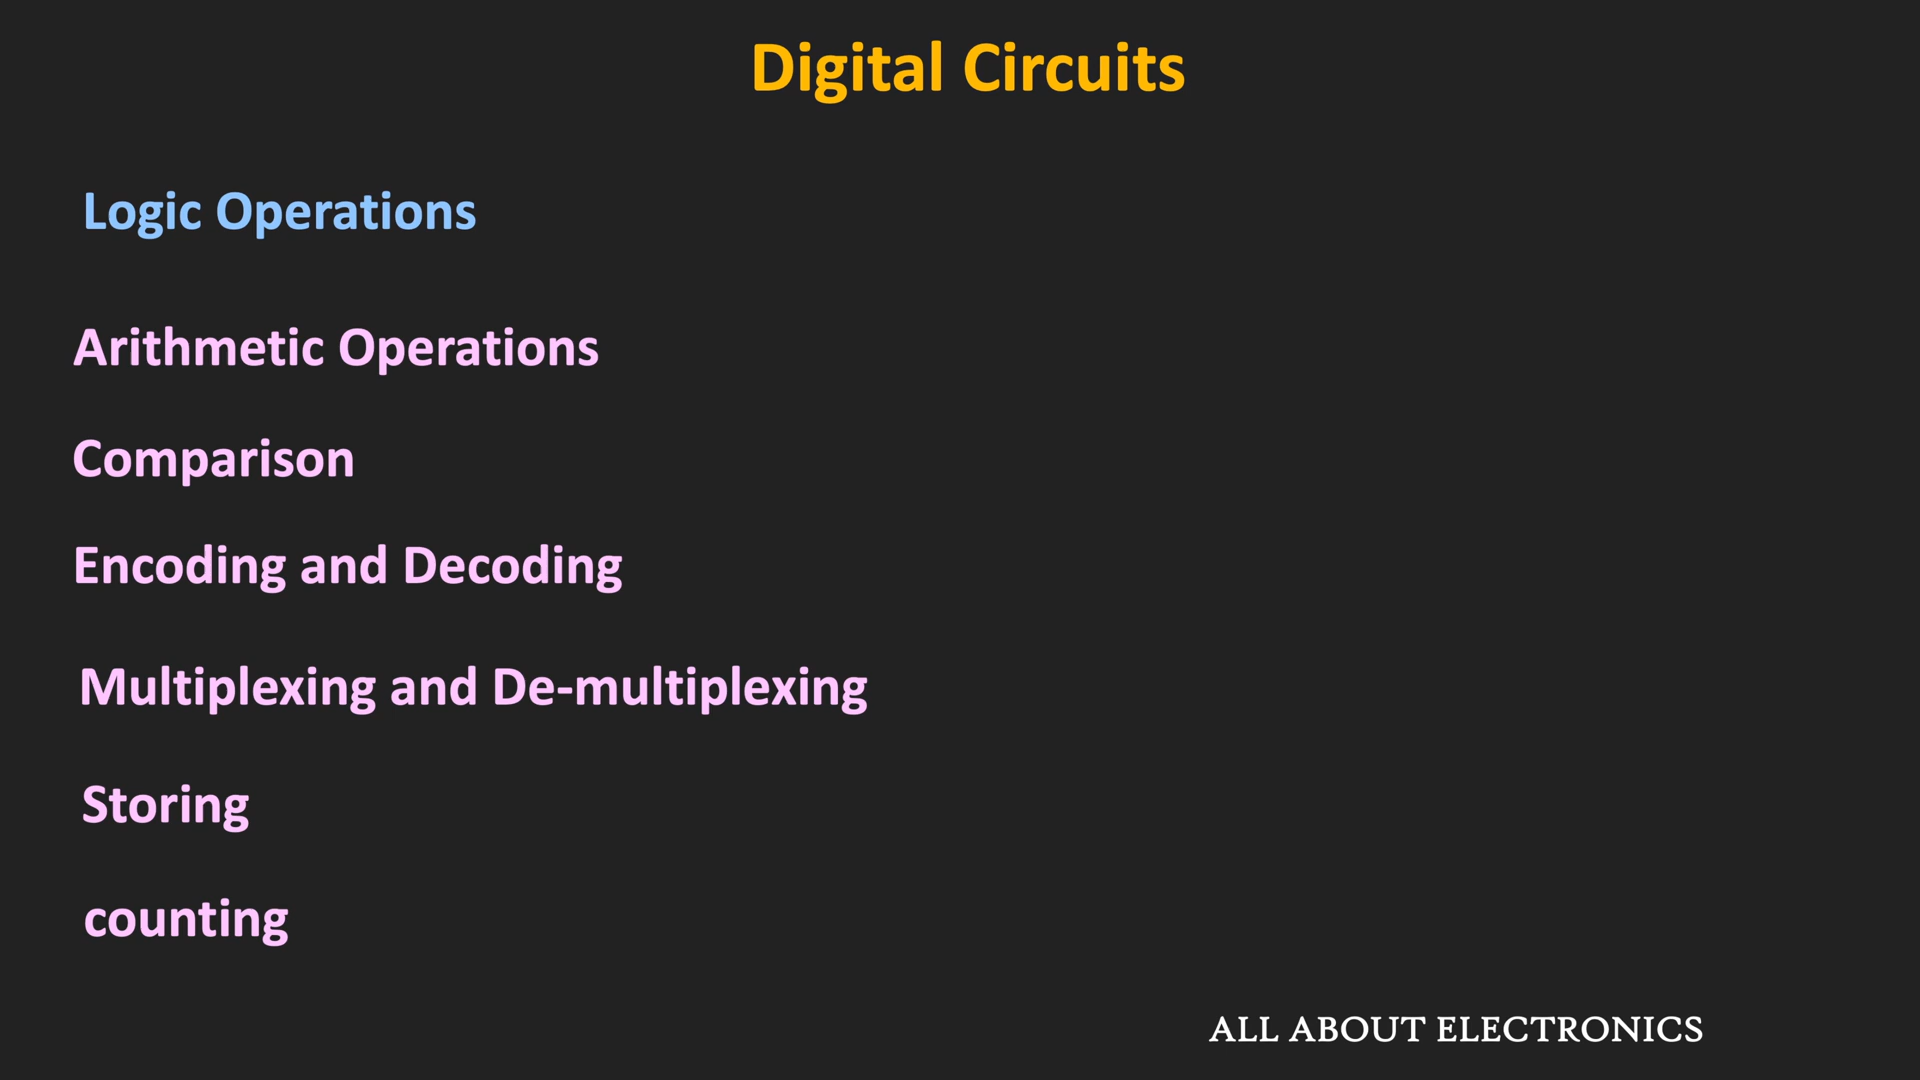 Digital Circuits
Logic Operations
Arithmetic Operations
Comparison
Encoding and Decoding
Multiplexing and De-multiplexing
Storing
counting
ALL ABOUT ELECTRONICS